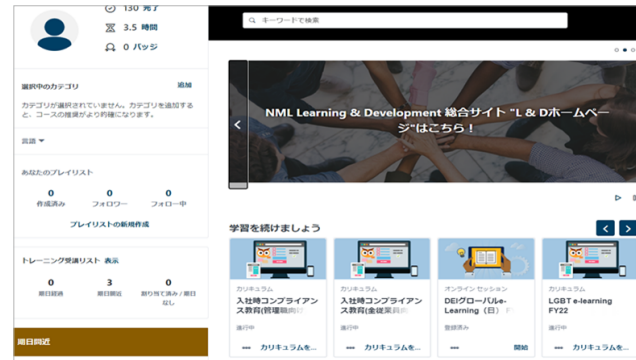 130 完了
3.5 時間
0 バッジ
選択中のカテゴリ 追加
カテゴリが選択されていません。カテゴリを追加する
と、コースの推奨がより的確になります。
言語
あなたのプレイリスト
0 0 0
作成済み フォロワー フォロー中
プレイリストの新規作成
トレーニング受講リスト 表示
0 3 0
期日経過 期日間近 割り当て済み / 期日
なし
期日間近
キーワードで検索
NML Learning & Development 総合サイト "L & Dホームペー
ジ"はこちら！
学習を続けましょう
カリキュラム
入社時コンプライアン
ス教育(管理職向け
進行中
カリキュラムを...
カリキュラム
入社時コンプライアン
ス教育(全従業員
進行中
カリキュラムを...
オンライン セッション
DEIグローバルe-
Learning（日）
登録済み
開始
カリキュラム
LGBT e-learning
FY22
進行中
カリキュラムを...